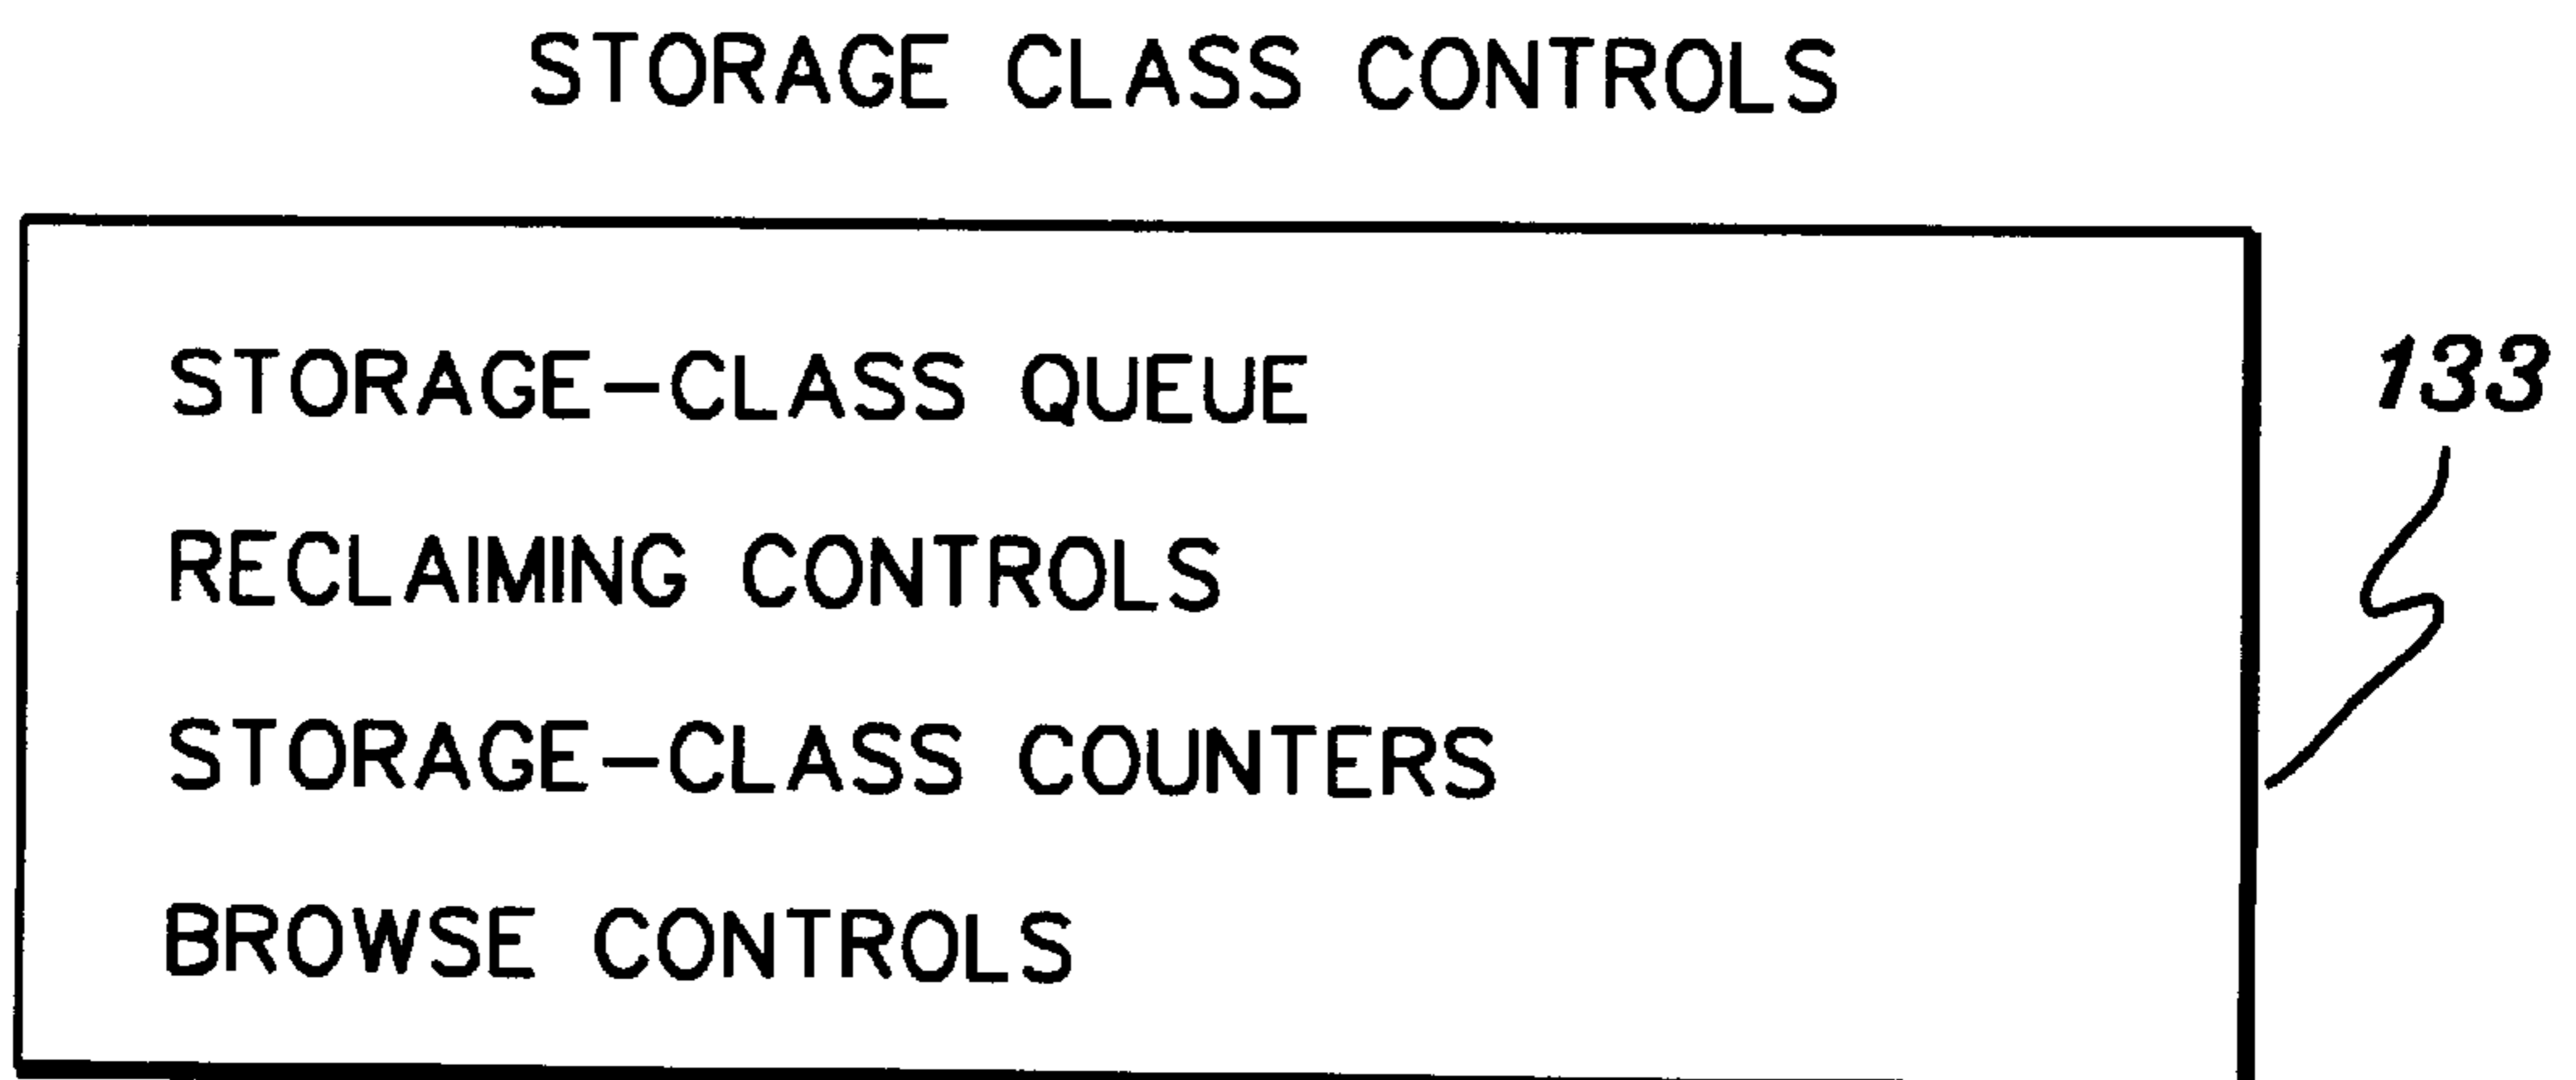 STORAGE CLASS CONTROLS
STORAGE-CLASS QUEUE
133
RECLAIMING CONTROLS
STORAGE-CLASS COUNTERS
BROWSE CONTROLS